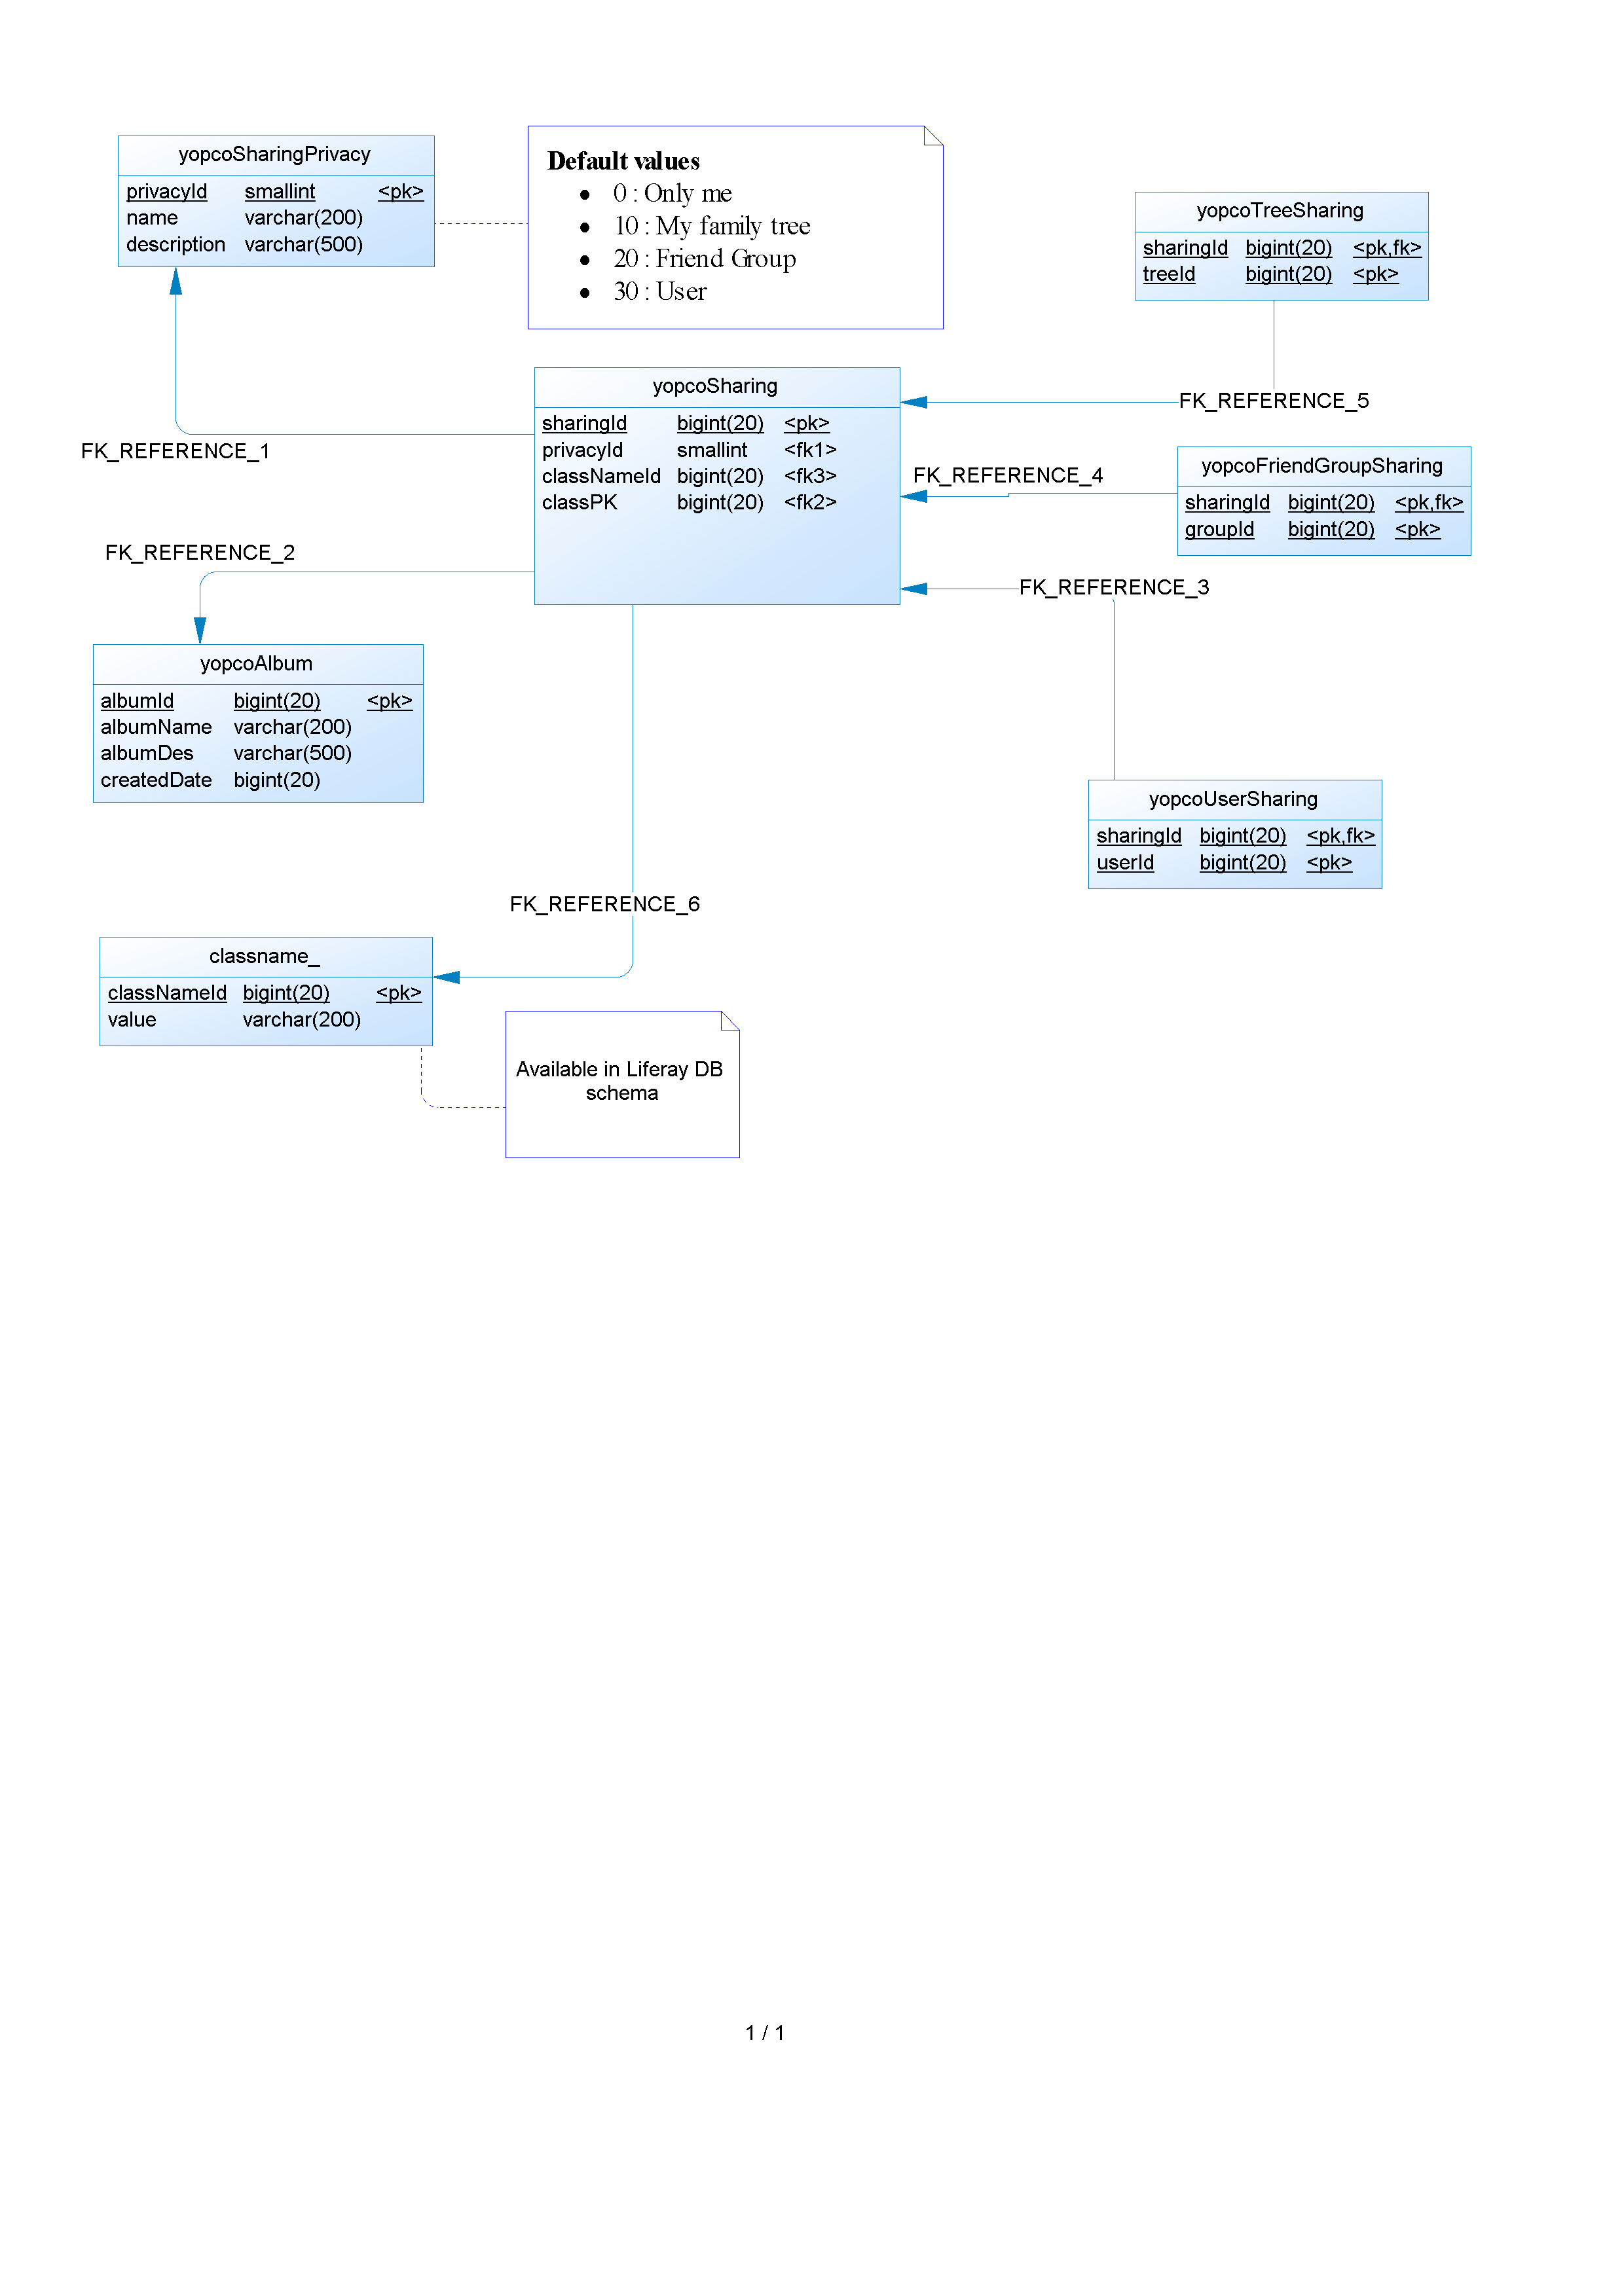 yopcoSharingPrivacy
privacyId smallint <pk>
name varchar(200)
description varchar(500)
Default values
• 0 : Only me
• 10 : My family tree
• 20 : Friend Group
• 30 : User
yopcoTreeSharing
sharingId bigint(20) <pk,fk>
treeId bigint(20) <pk>
yopcoSharing
sharingId bigint(20) <pk>
privacyId smallint <fk1>
classNameId bigint(20) <fk3>
classPK bigint(20) <fk2>
FK_REFERENCE_5
FK_REFERENCE_1
FK_REFERENCE_4
yopcoFriendGroupSharing
sharingId bigint(20) <pk,fk>
groupId bigint(20) <pk>
FK_REFERENCE_2
FK_REFERENCE_3
yopcoAlbum
albumId bigint(20) <pk>
albumName varchar(200)
albumDes varchar(500)
createdDate bigint(20)
yopcoUserSharing
sharingId bigint(20) <pk,fk>
userId bigint(20) <pk>
FK_REFERENCE_6
classname_
classNameId bigint(20) <pk>
value varchar(200)
Available in Liferay DB
schema
1 / 1